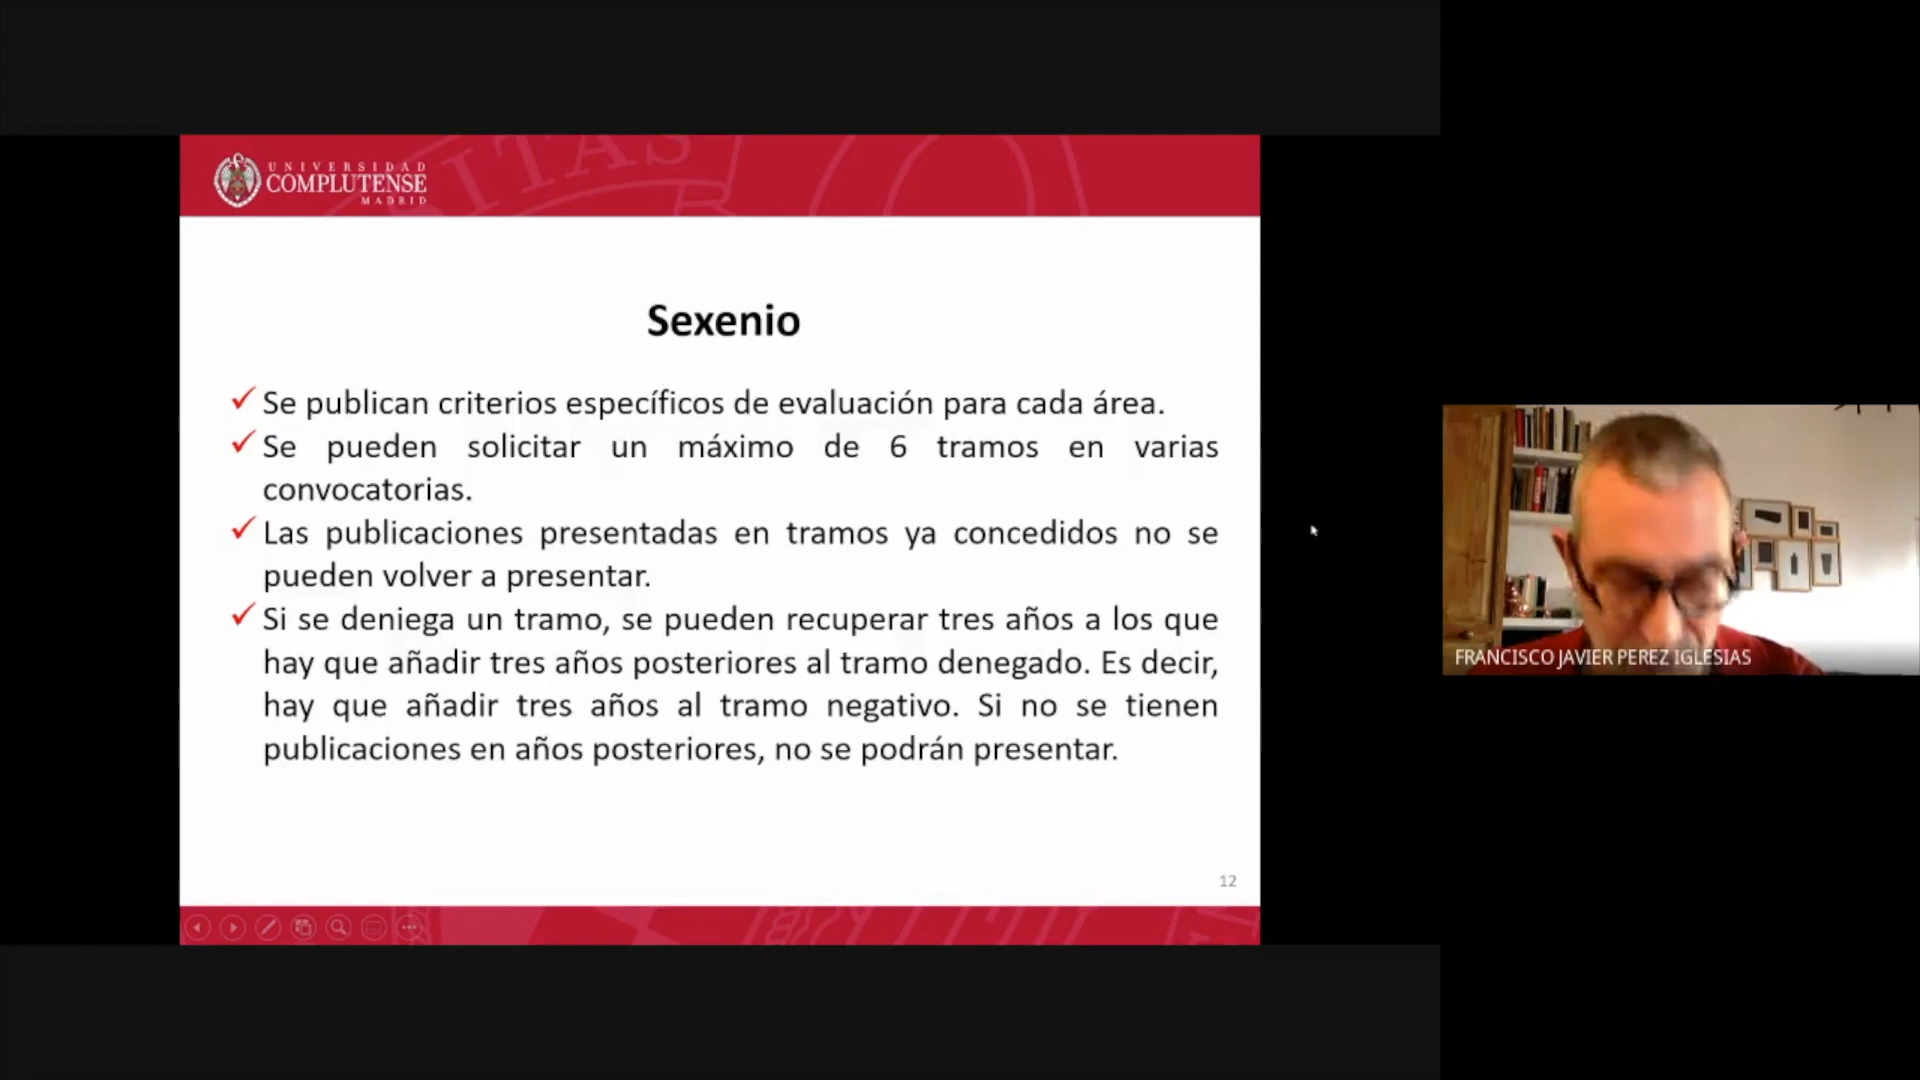 UNIVERSIDAD
COMPLUTENSE
MADRID
SITAS
Sexenio
Se publican criterios específicos de evaluación para cada área.
Se pueden solicitar un máximo de 6 tramos en varias
convocatorias.
Las publicaciones presentadas en tramos ya concedidos no se
pueden volver a presentar.
Si se deniega un tramo, se pueden recuperar tres años a los que
hay que añadir tres años posteriores al tramo denegado. Es decir,
hay que añadir tres años al tramo negativo. Si no se tienen
publicaciones en años posteriores, no se podrán presentar.
12
FRANCISCO JAVIER PEREZ IGLESIAS